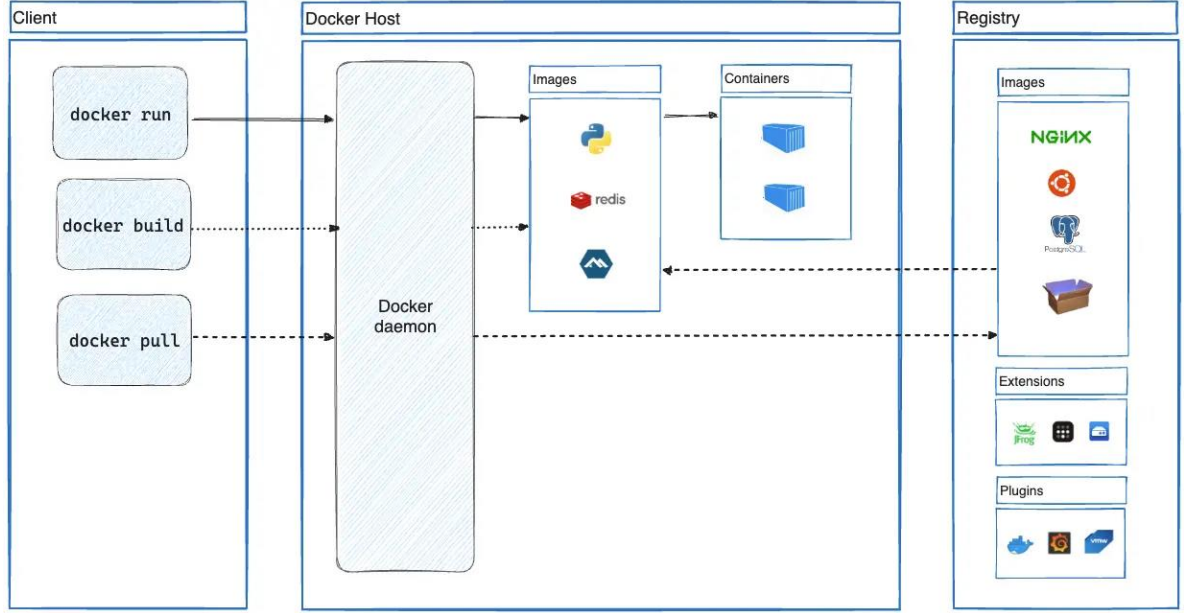 Client
docker run
docker build
docker pull
Docker Host
Docker
daemon
Images
redis
Containers
Registry
Images
NGINX
PostgreSQL
Extensions
JFrog
Plugins
vmw